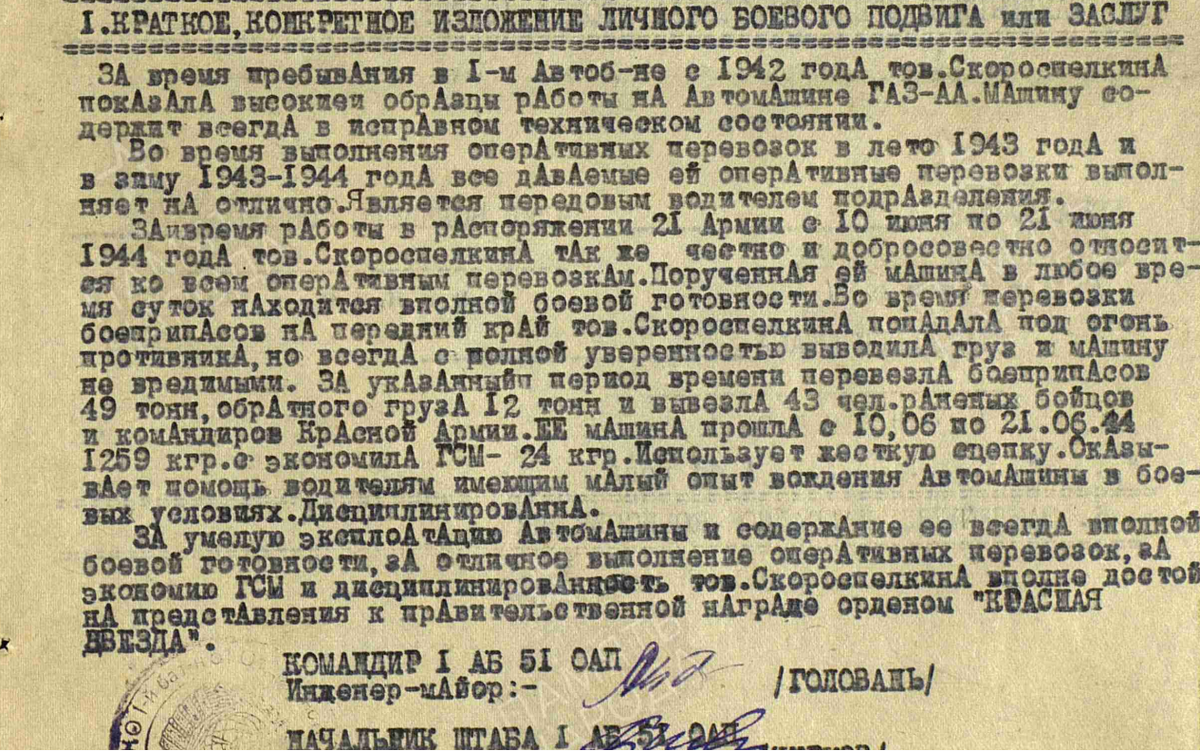 I.КРАТКОЕ,КОНКРЕТНОЕ ИЗЛОЖЕНИЕ ЛИЧНОГО БОЕВОГО ПОДВИГА или ЗАСЛУГ
ЗА время пребывАния в I-м Автоб-не с 1942 годА тов.СкороспелкинА
покАзАлА высокиеи обрАзцы рАботы нА АвтомАшине ГАЗ-АА.МАшину со-
держит всегдА в испрАвном техническом состоянии.
Во время выполнения оперАтивных перевозок в лето 1943 годА и
в зиму 1943-1944 годА все дАвАемые ей оперАтивные перевозки выпол-
няет нА отлично.Является передовым водителем подрАзделения.
ЗАивремя рАботы в рАспоряжении 21 Армии с 10 июня по 21 июня
1944 годА тов.СкороспелкинА тАк же честно и добросовестно относит-
ся ко всем оперАтивным перевозкАм.ПорученнАя ей мАшинА в любое вре-
мя суток нАходится вполной боевой готовности.Во время перевозки
боеприпАсов нА передний крАй тов.СкороспелкинА попАдАлА под огонь
противникА,но всегдА с полной уверенностью выводилА груз и мАшину
не вредимыми. ЗА укАзАнныйп период времени перевезлА боеприпАсов
49 тонн,обрАтного грузА 12 тонн и вывезлА 43 чел.рАненых бойцов
и комАндиров КрАсной Армии.ЕЕ мАшинА прошлА с 10,06 по 21.06.44
1259 кгр.с экономилА ГСМ- 24 кгр.Использует жесткую сцепку.ОкАзы-
вАет помощь водителям имеющим мАлый опыт вождения АвтомАшины в бое-
вых условиях.ДисциплинировАннА.
ЗА умелую эксплоАтАцию АвтомАшины и содержАние ее всегдА вполной
боевой готовности,зА отличное выполнение оперАтивных перевозок,зА
экономию ГСМ и дисциплинировАнность тов.СкороспелкинА вполне достой
нА предстАвления к прАвительственной нАгрАде орденом "КРАСНАЯ
ЗВЕЗДА".
КОМАНДИР I АБ 51 ОАП
Инженер-мАйор:- /ГОЛОВАНЬ/
НАЧАЛЬНИК ШТАБА I АБ 51 ОАП